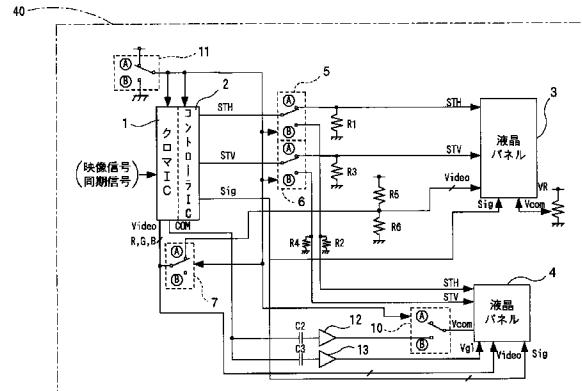 40
11
Ⓐ
Ⓑ
2
1
クロマIC
コントローラIC
(映像信号
同期信号)
STH
STV
Sig
Video
COM
R,G,B
5
Ⓐ
Ⓑ
Ⓐ
Ⓑ
6
STH
R1
STV
R3
R5
R6
Video
Sig
Vcom
VR
3
液晶
パネル
R4
R2
Ⓐ
Ⓑ
7
STH
STV
4
液晶
パネル
10
Ⓐ
Ⓑ
Vcom
C2
12
C3
13
Vgl
Video
Sig